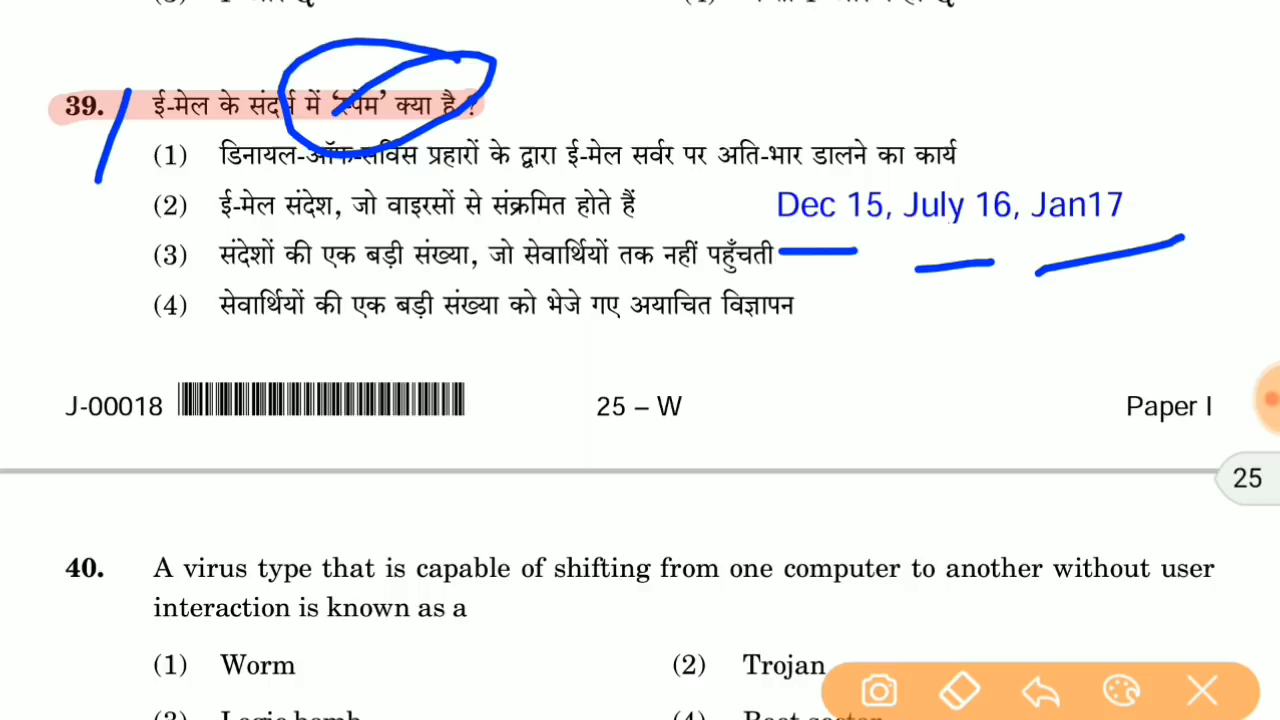 39. ई-मेल के संदर्भ में ‘स्पैम’ क्या है ?
(1) डिनायल-ऑफ-सर्विस प्रहारों के द्वारा ई-मेल सर्वर पर अति-भार डालने का कार्य
(2) ई-मेल संदेश, जो वाइरसों से संक्रमित होते हैं
Dec 15, July 16, Jan17
(3) संदेशों की एक बड़ी संख्या, जो सेवार्थियों तक नहीं पहुँचती
(4) सेवार्थियों की एक बड़ी संख्या को भेजे गए अयाचित विज्ञापन
J-00018 25 – W Paper I
25
40. A virus type that is capable of shifting from one computer to another without user
interaction is known as a
(1) Worm (2) Trojan